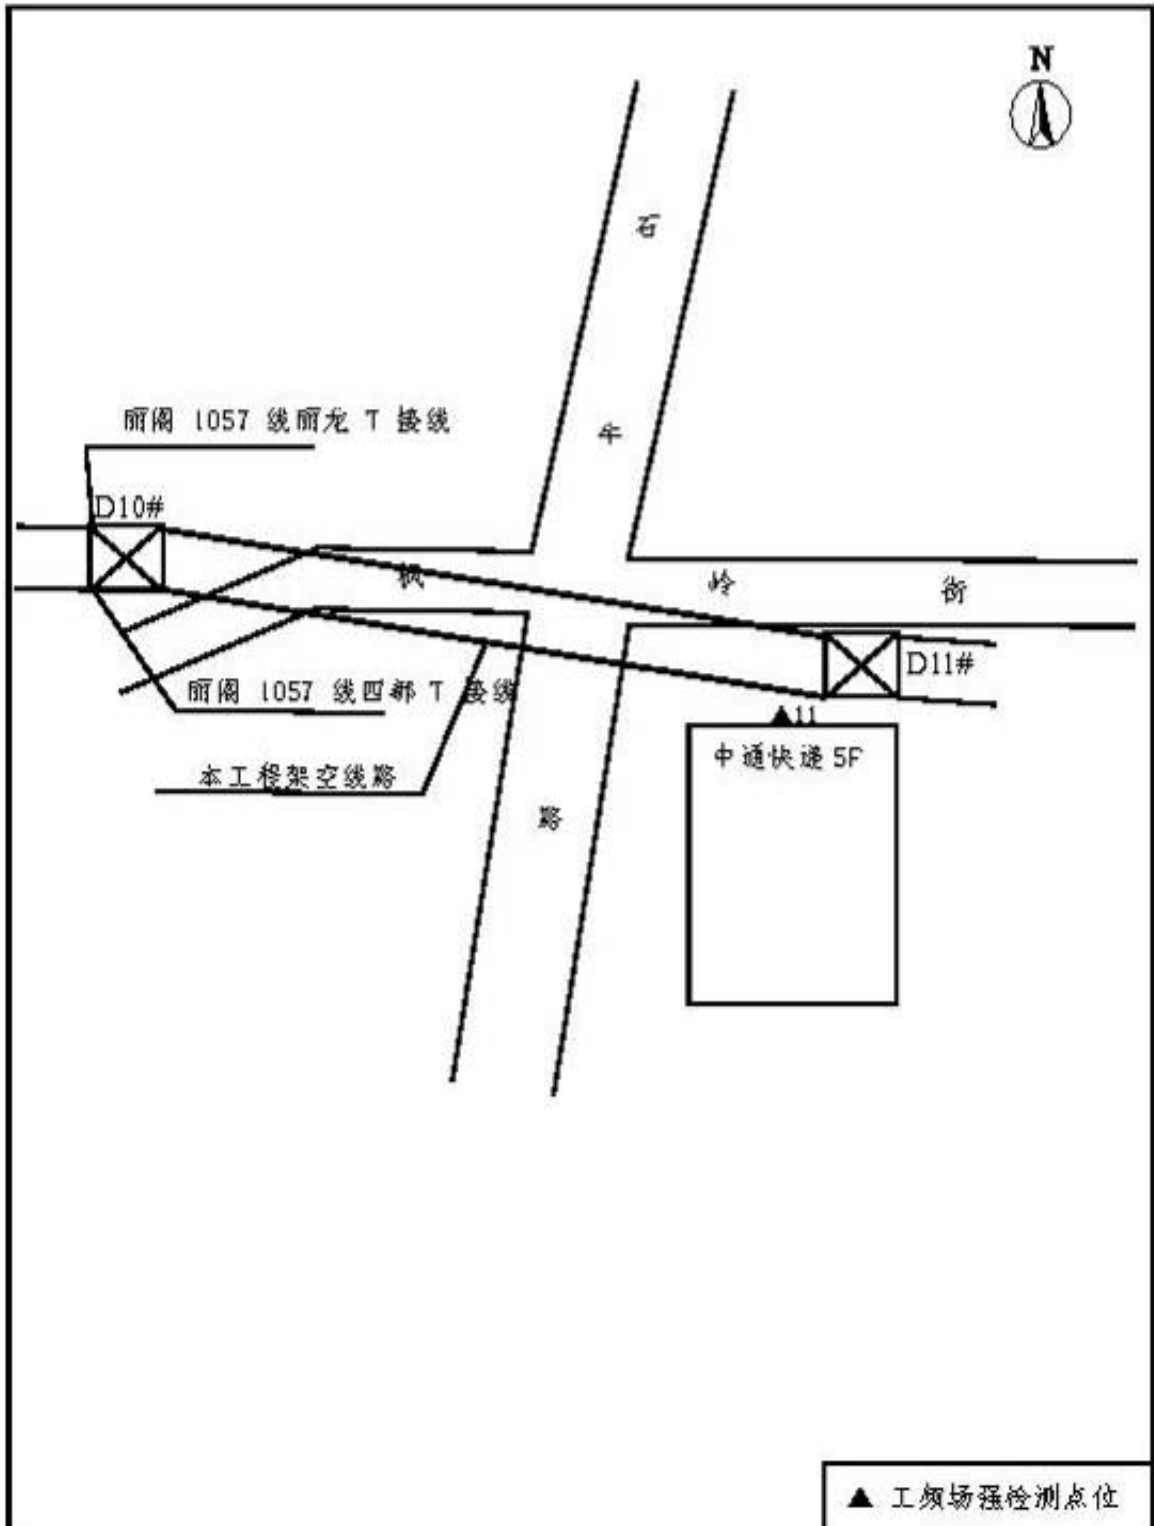 N
石
牛
路
丽阁 1057 线丽龙 T 接线
D10#
枫 岭 街
D11#
丽阁 1057 线四都 T 接线
11
中通快递 5F
本工程架空线路
▲ 工频场强检测点位